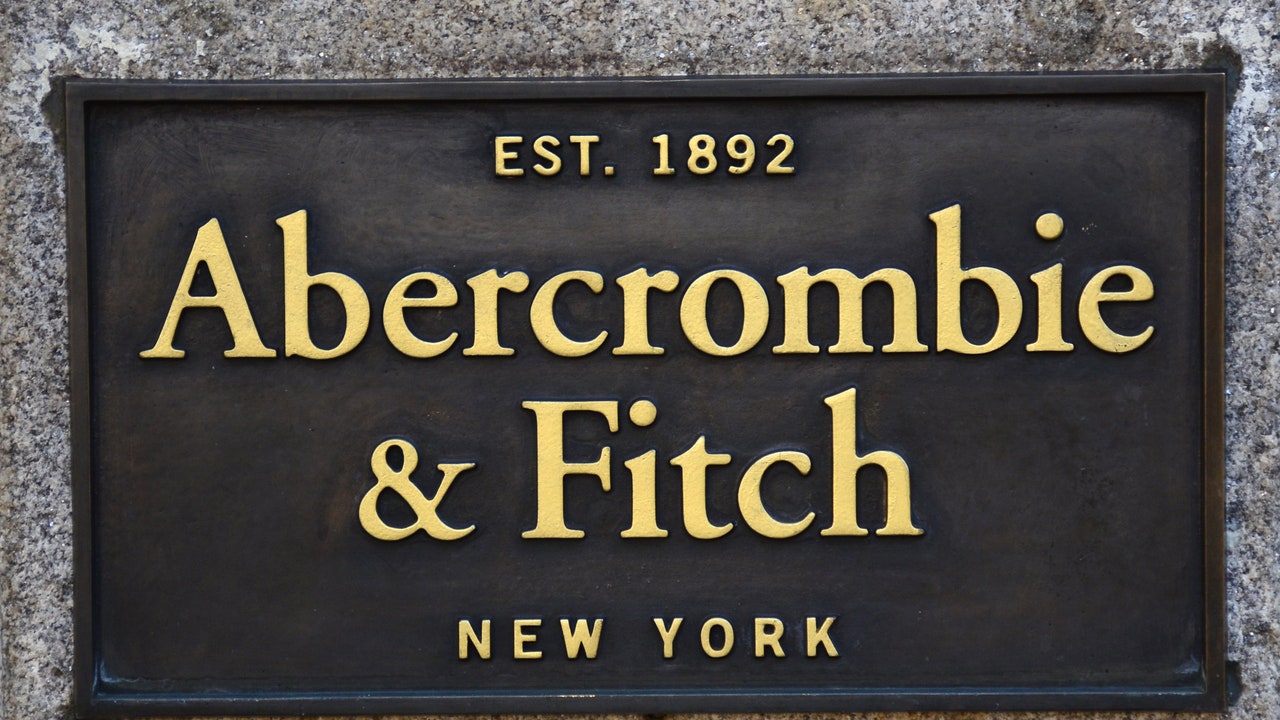 EST. 1892
Abercrombie
& Fitch
NEW YORK